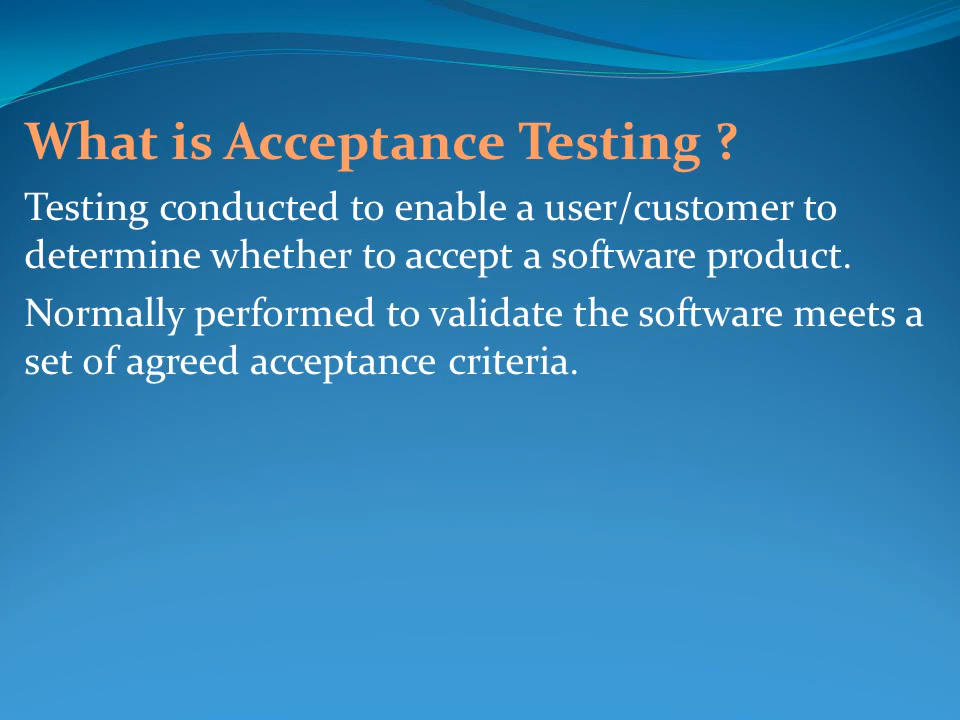 What is Acceptance Testing ?
Testing conducted to enable a user/customer to
determine whether to accept a software product.
Normally performed to validate the software meets a
set of agreed acceptance criteria.